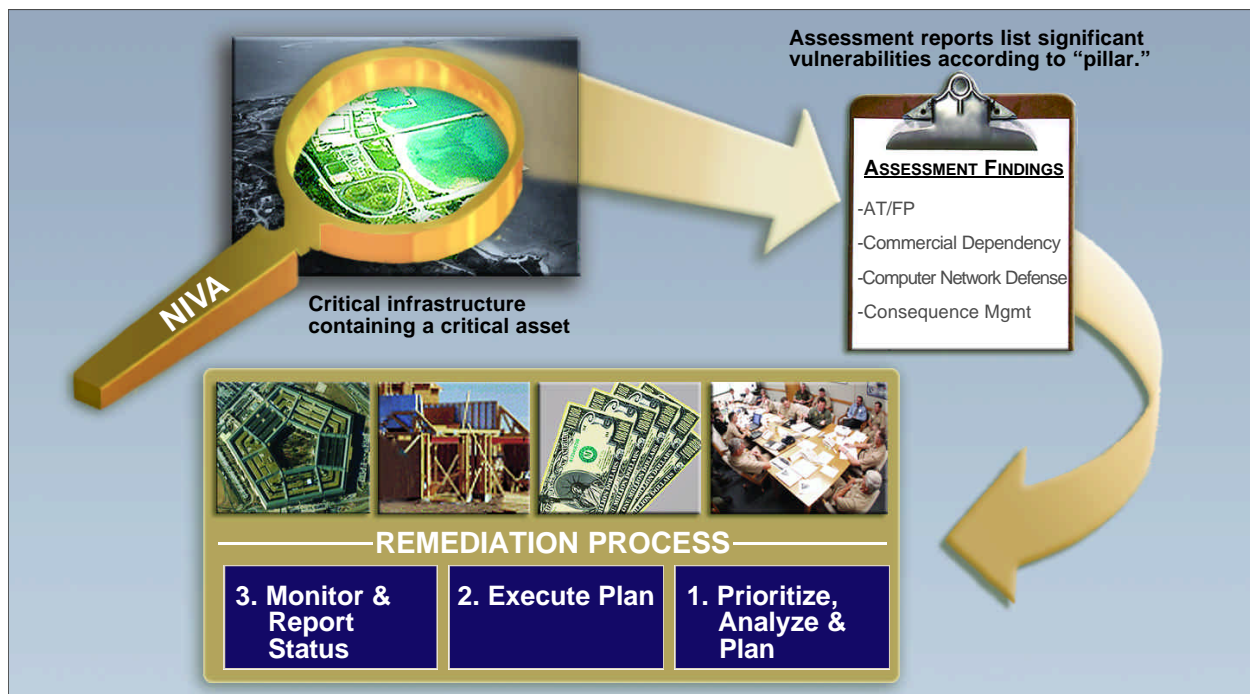 NIVA
Critical infrastructure
containing a critical asset
Assessment reports list significant
vulnerabilities according to “pillar.”
ASSESSMENT FINDINGS
-AT/FP
-Commercial Dependency
-Computer Network Defense
-Consequence Mgmt
REMEDIATION PROCESS
3. Monitor &
Report
Status
2. Execute Plan
1. Prioritize,
Analyze &
Plan